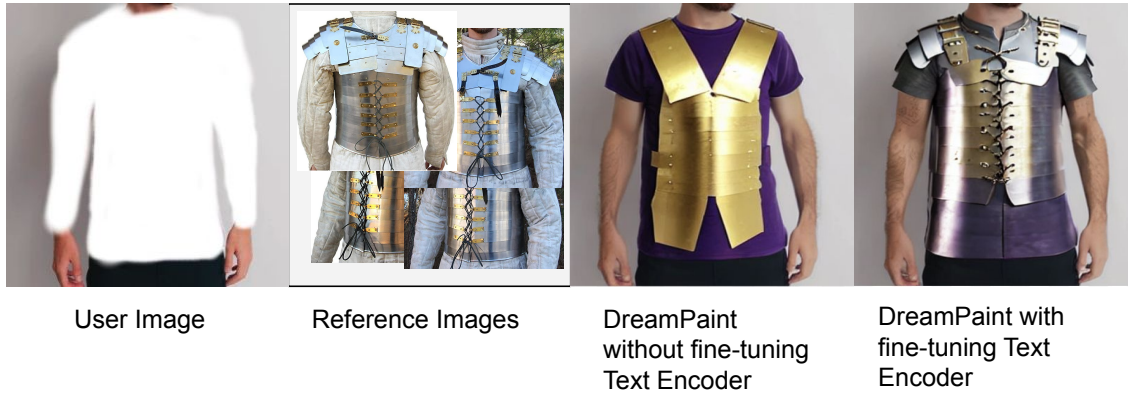 User Image
Reference Images
DreamPaint
without fine-tuning
Text Encoder
DreamPaint with
fine-tuning Text
Encoder